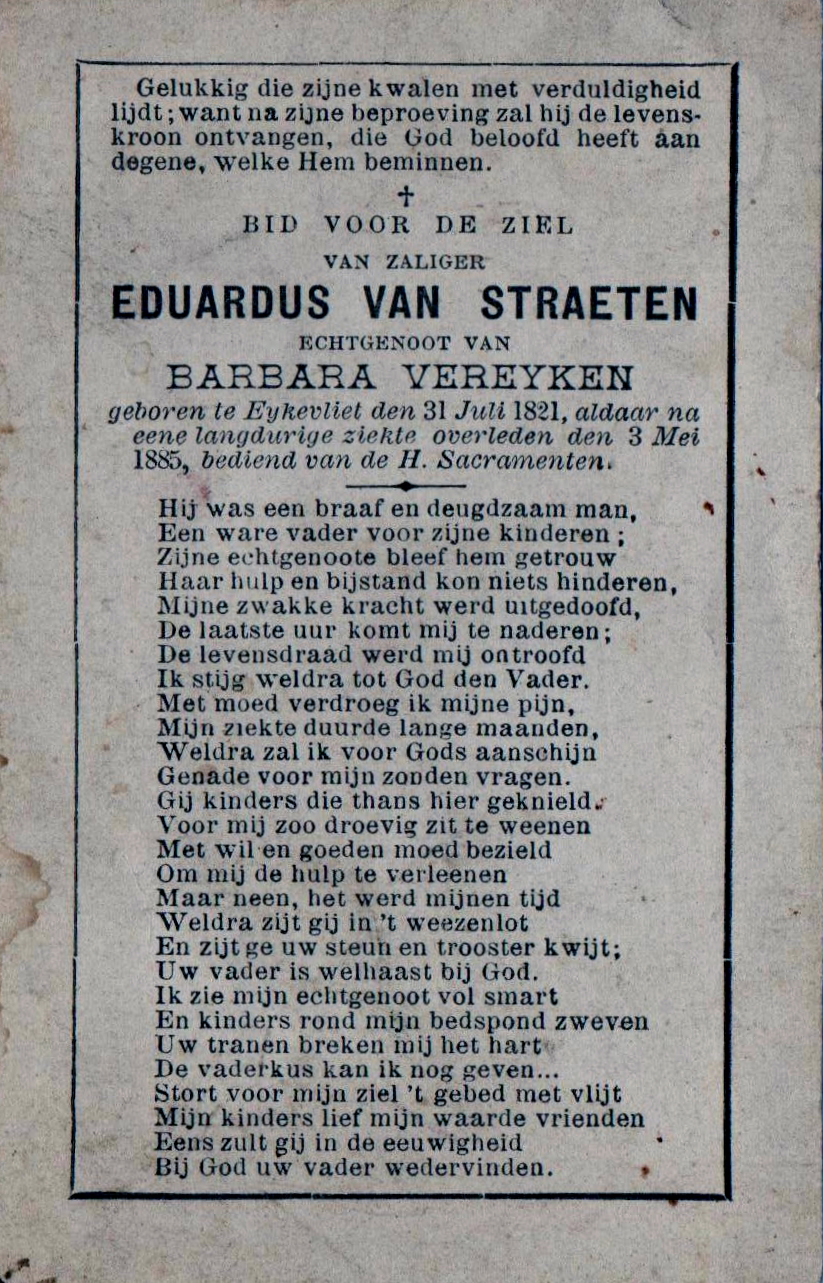 Gelukkig die zijne kwalen met verduldigheid
lijdt; want na zijne beproeving zal hij de levens-
kroon ontvangen, die God beloofd heeft aan
degene, welke Hem beminnen.
†
BID VOOR DE ZIEL
VAN ZALIGER
EDUARDUS VAN STRAETEN
ECHTGENOOT VAN
BARBARA VEREYKEN
geboren te Eykevliet den 31 Juli 1821, aldaar na
eene langdurige ziekte overleden den 3 Mei
1885, bediend van de H. Sacramenten.
Hij was een braaf en deugdzaam man,
Een ware vader voor zijne kinderen;
Zijne echtgenoote bleef hem getrouw
Haar hulp en bijstand kon niets hinderen,
Mijne zwakke kracht werd uitgedoofd,
De laatste uur komt mij te naderen;
De levensdraad werd mij ontroofd
Ik stijg weldra tot God den Vader.
Met moed verdroeg ik mijne pijn,
Mijn ziekte duurde lange maanden,
Weldra zal ik voor Gods aanschijn
Genade voor mijn zonden vragen.
Gij kinders die thans hier geknield.
Voor mij zoo droevig zit te weenen
Met wil en goeden moed bezield
Om mij de hulp te verleenen
Maar neen, het werd mijnen tijd
Weldra zijt gij in 't weezenlot
En zijt ge uw steun en trooster kwijt;
Uw vader is welhaast bij God.
Ik zie mijn echtgenoot vol smart
En kinders rond mijn bedspond zweven
Uw tranen breken mij het hart
De vaderkus kan ik nog geven...
Stort voor mijn ziel 't gebed met vlijt
Mijn kinders lief mijn waarde vrienden
Eens zult gij in de eeuwigheid
Bij God uw vader wedervinden.